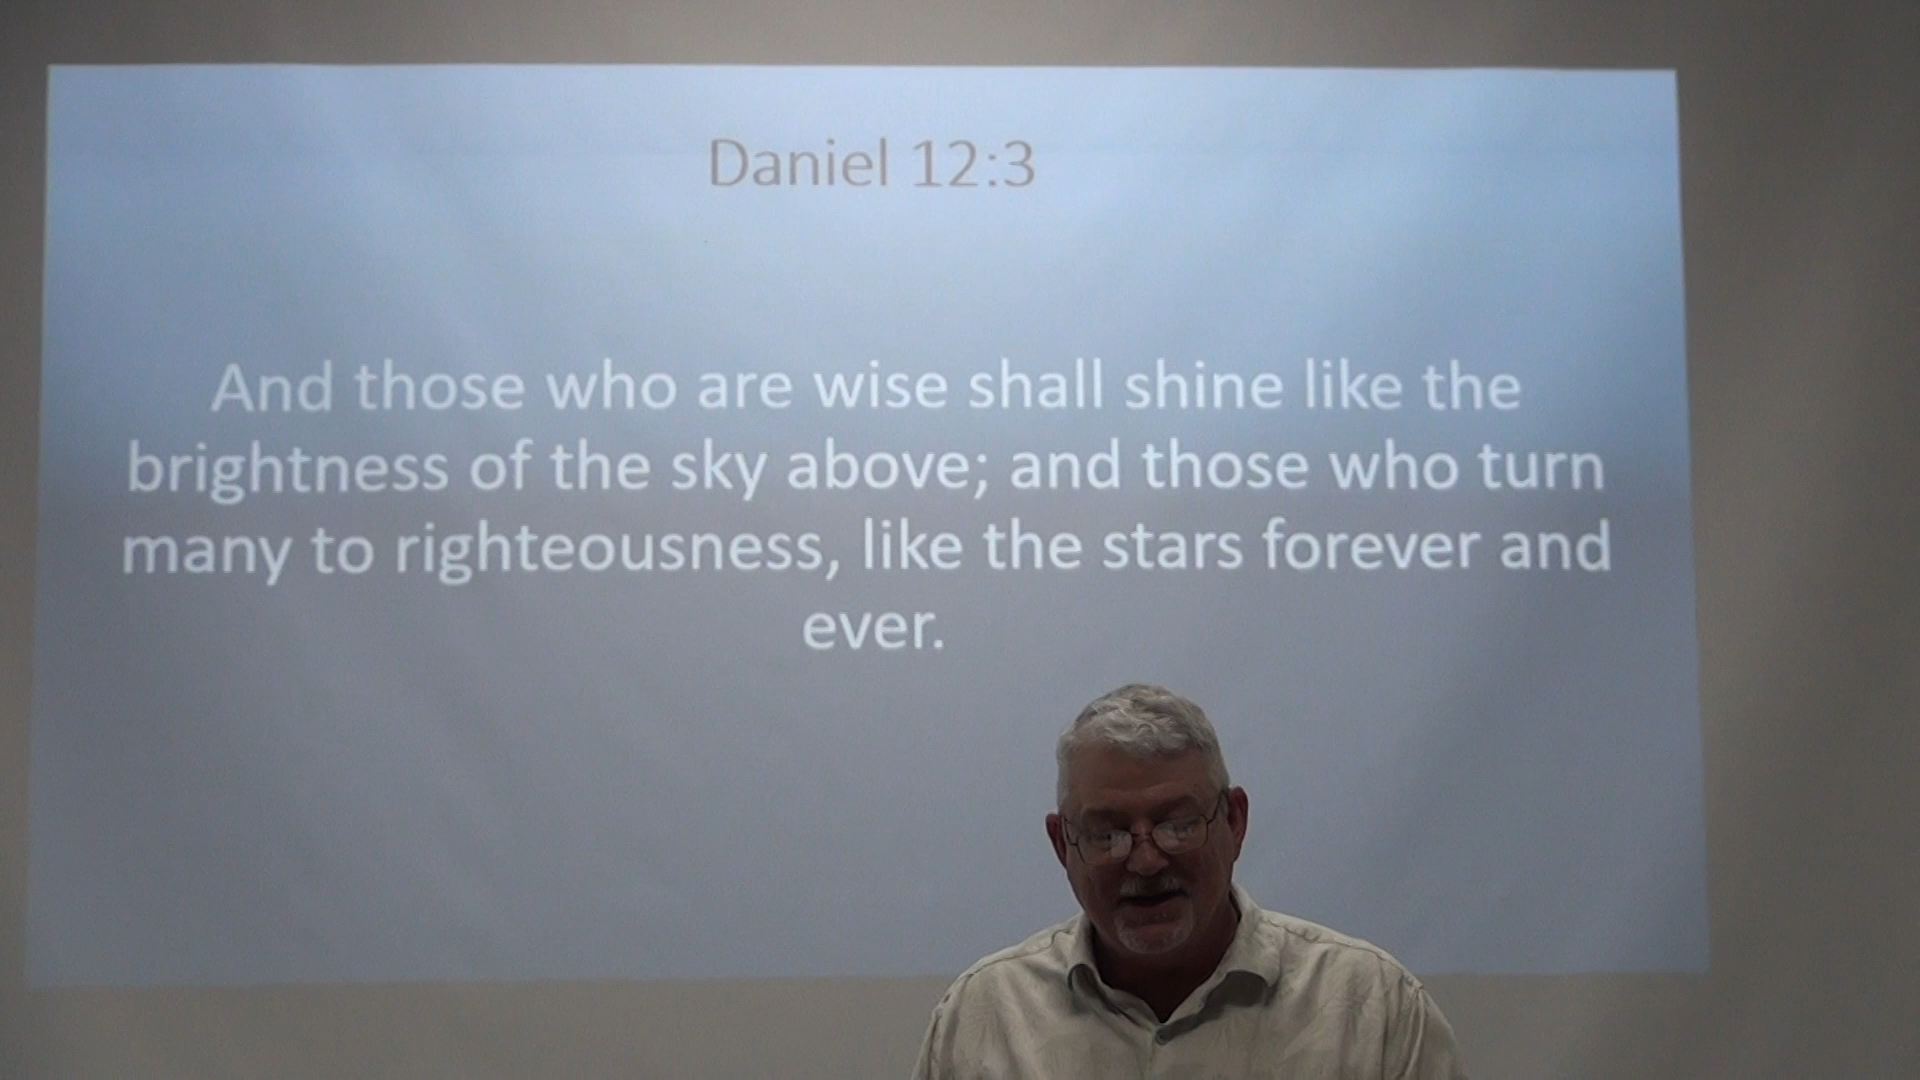 Daniel 12:3
And those who are wise shall shine like the
brightness of the sky above; and those who turn
many to righteousness, like the stars forever and
ever.